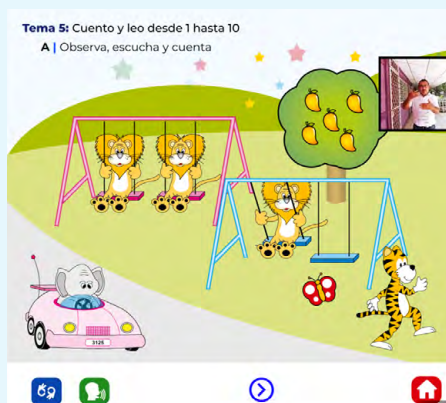 Tema 5: Cuento y leo desde 1 hasta 10
A | Observa, escucha y cuenta
3125